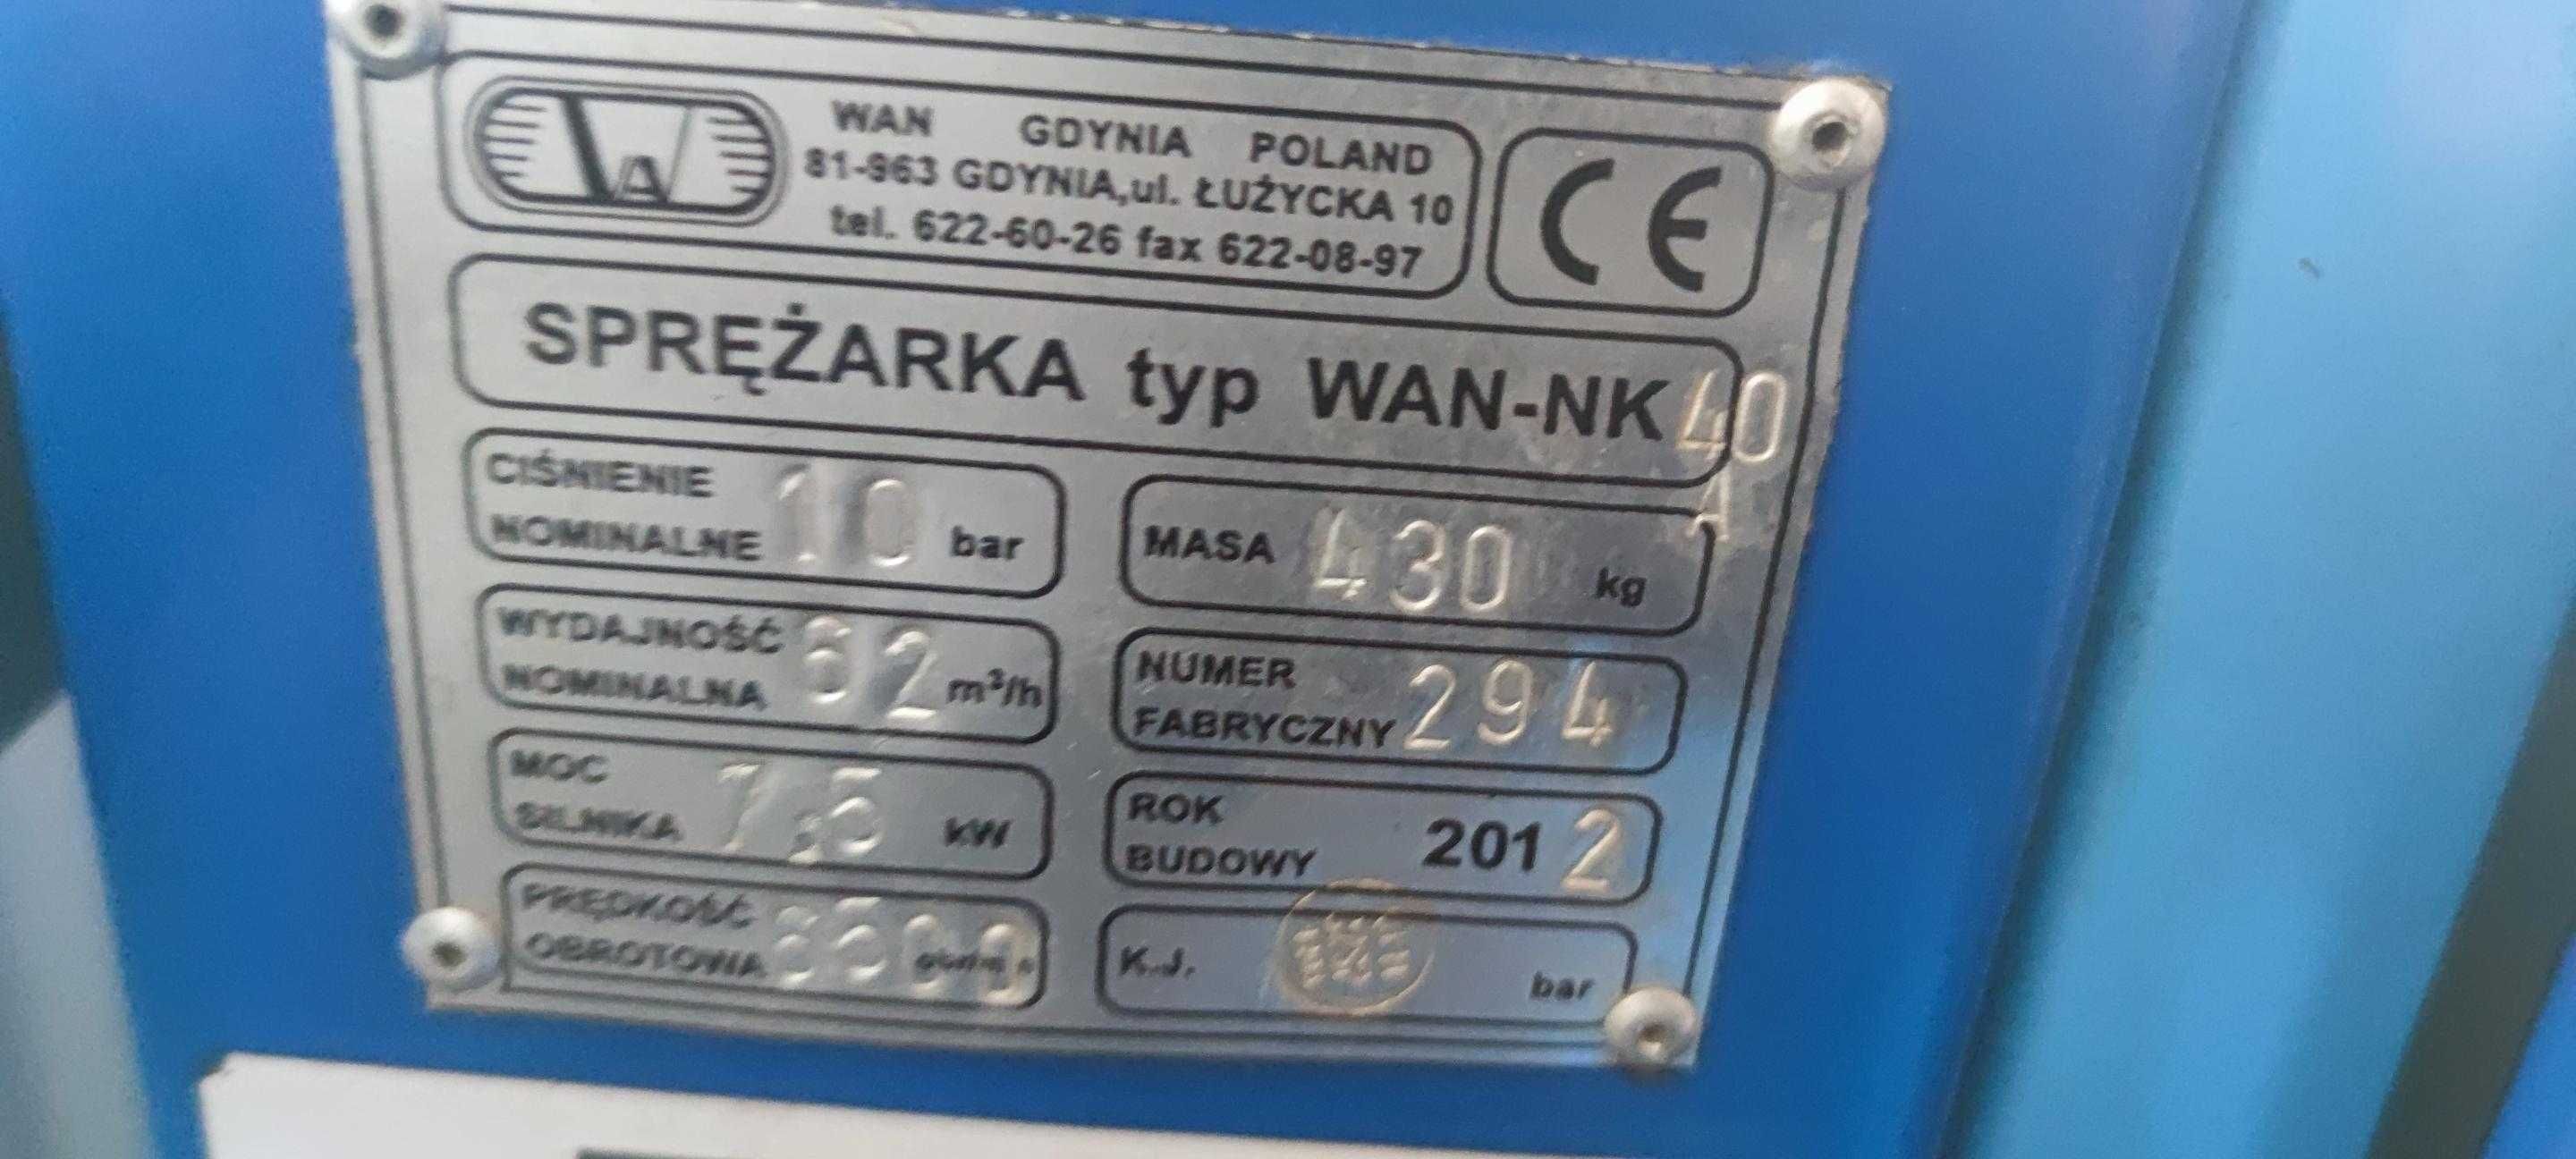 WA
WAN GDYNIA POLAND
81-963 GDYNIA,ul. ŁUŻYCKA 10
tel. 622-60-26 fax 622-08-97
CE
SPRĘŻARKA typ WAN-NK 40
A
CIŚNIENIE NOMINALNE 10 bar
MASA 430 kg
WYDAJNOŚĆ NOMINALNA 62 m³/h
NUMER FABRYCZNY 294
MOC SILNIKA 7,5 kW
ROK BUDOWY 2012
PRĘDKOŚĆ OBROTOWA
K.J. bar